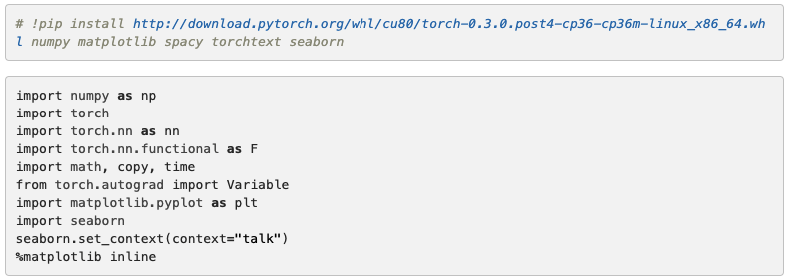 # !pip install http://download.pytorch.org/whl/cu80/torch-0.3.0.post4-cp36-cp36m-linux_x86_64.wh
l numpy matplotlib spacy torchtext seaborn
import numpy as np
import torch
import torch.nn as nn
import torch.nn.functional as F
import math, copy, time
from torch.autograd import Variable
import matplotlib.pyplot as plt
import seaborn
seaborn.set_context(context="talk")
%matplotlib inline